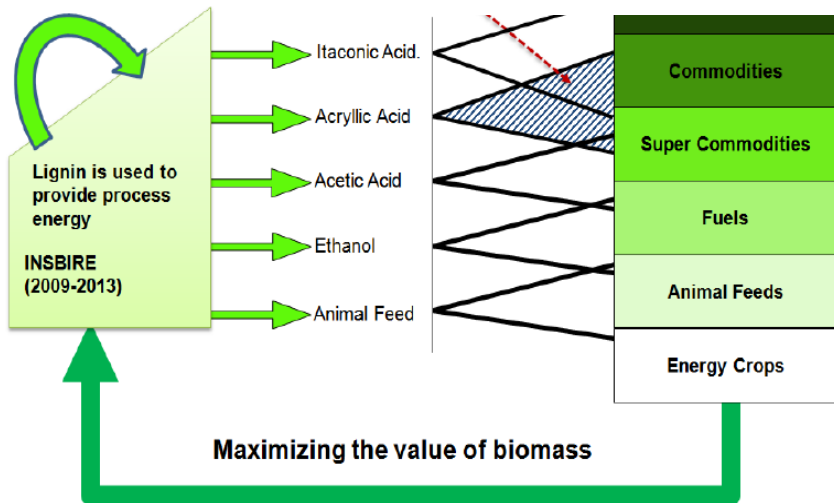 Lignin is used to
provide process
energy
INSBIRE
(2009-2013)
Itaconic Acid.
Acryllic Acid
Acetic Acid
Ethanol
Animal Feed
Commodities
Super Commodities
Fuels
Animal Feeds
Energy Crops
Maximizing the value of biomass